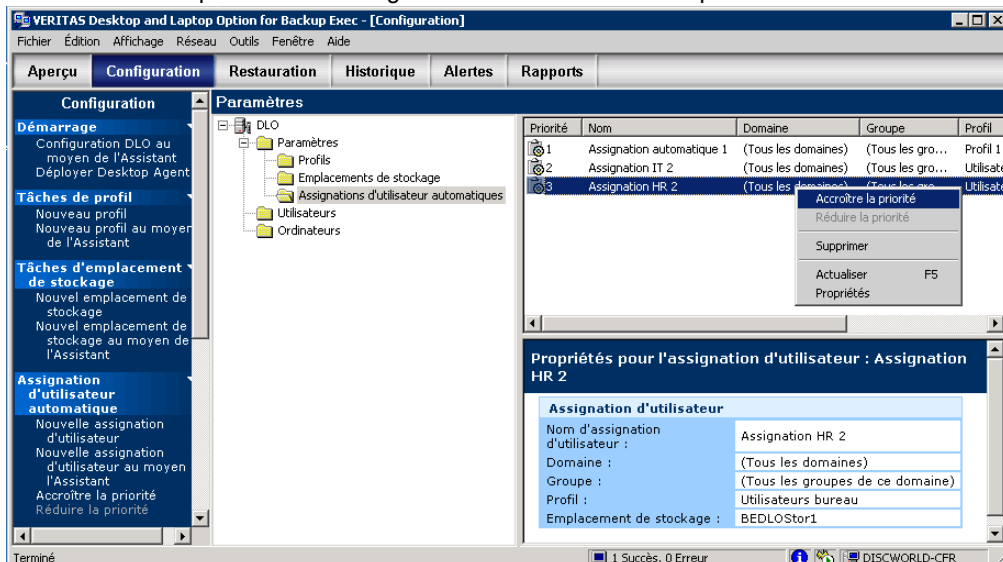 VERITAS Desktop and Laptop Option for Backup Exec - [Configuration]
Fichier Édition Affichage Réseau Outils Fenêtre Aide
Aperçu Configuration Restauration Historique Alertes Rapports
Configuration
Démarrage
Configuration DLO au
moyen de l'Assistant
Déployer Desktop Agent
Tâches de profil
Nouveau profil
Nouveau profil au moyen
de l'Assistant
Tâches d'emplacement
de stockage
Nouvel emplacement de
stockage
Nouvel emplacement de
stockage au moyen de
l'Assistant
Assignation
d'utilisateur
automatique
Nouvelle assignation
d'utilisateur
Nouvelle assignation
d'utilisateur au moyen
de l'Assistant
Accroître la priorité
Réduire la priorité
Paramètres
DLO
Paramètres
Profils
Emplacements de stockage
Assignations d'utilisateur automatiques
Utilisateurs
Ordinateurs
Priorité Nom Domaine Groupe Profil
1 Assignation automatique 1 (Tous les domaines) (Tous les gro... Profil 1
2 Assignation IT 2 (Tous les domaines) (Tous les gro... Utilisate
3 Assignation HR 2 (Tous les domaines) (Tous les gro... Utilisate
Accroître la priorité
Réduire la priorité
Supprimer
Actualiser F5
Propriétés
Propriétés pour l'assignation d'utilisateur : Assignation
HR 2
Assignation d'utilisateur
Nom d'assignation
d'utilisateur : Assignation HR 2
Domaine : (Tous les domaines)
Groupe : (Tous les groupes de ce domaine)
Profil : Utilisateurs bureau
Emplacement de stockage : BEDLOStor1
Terminé 1 Succès, 0 Erreur DISCWORLD-CFR